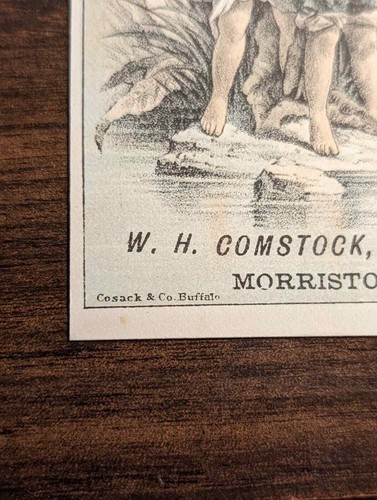 W. H. COMSTOCK,
MORRISTO
Cosack & Co. Buffalo